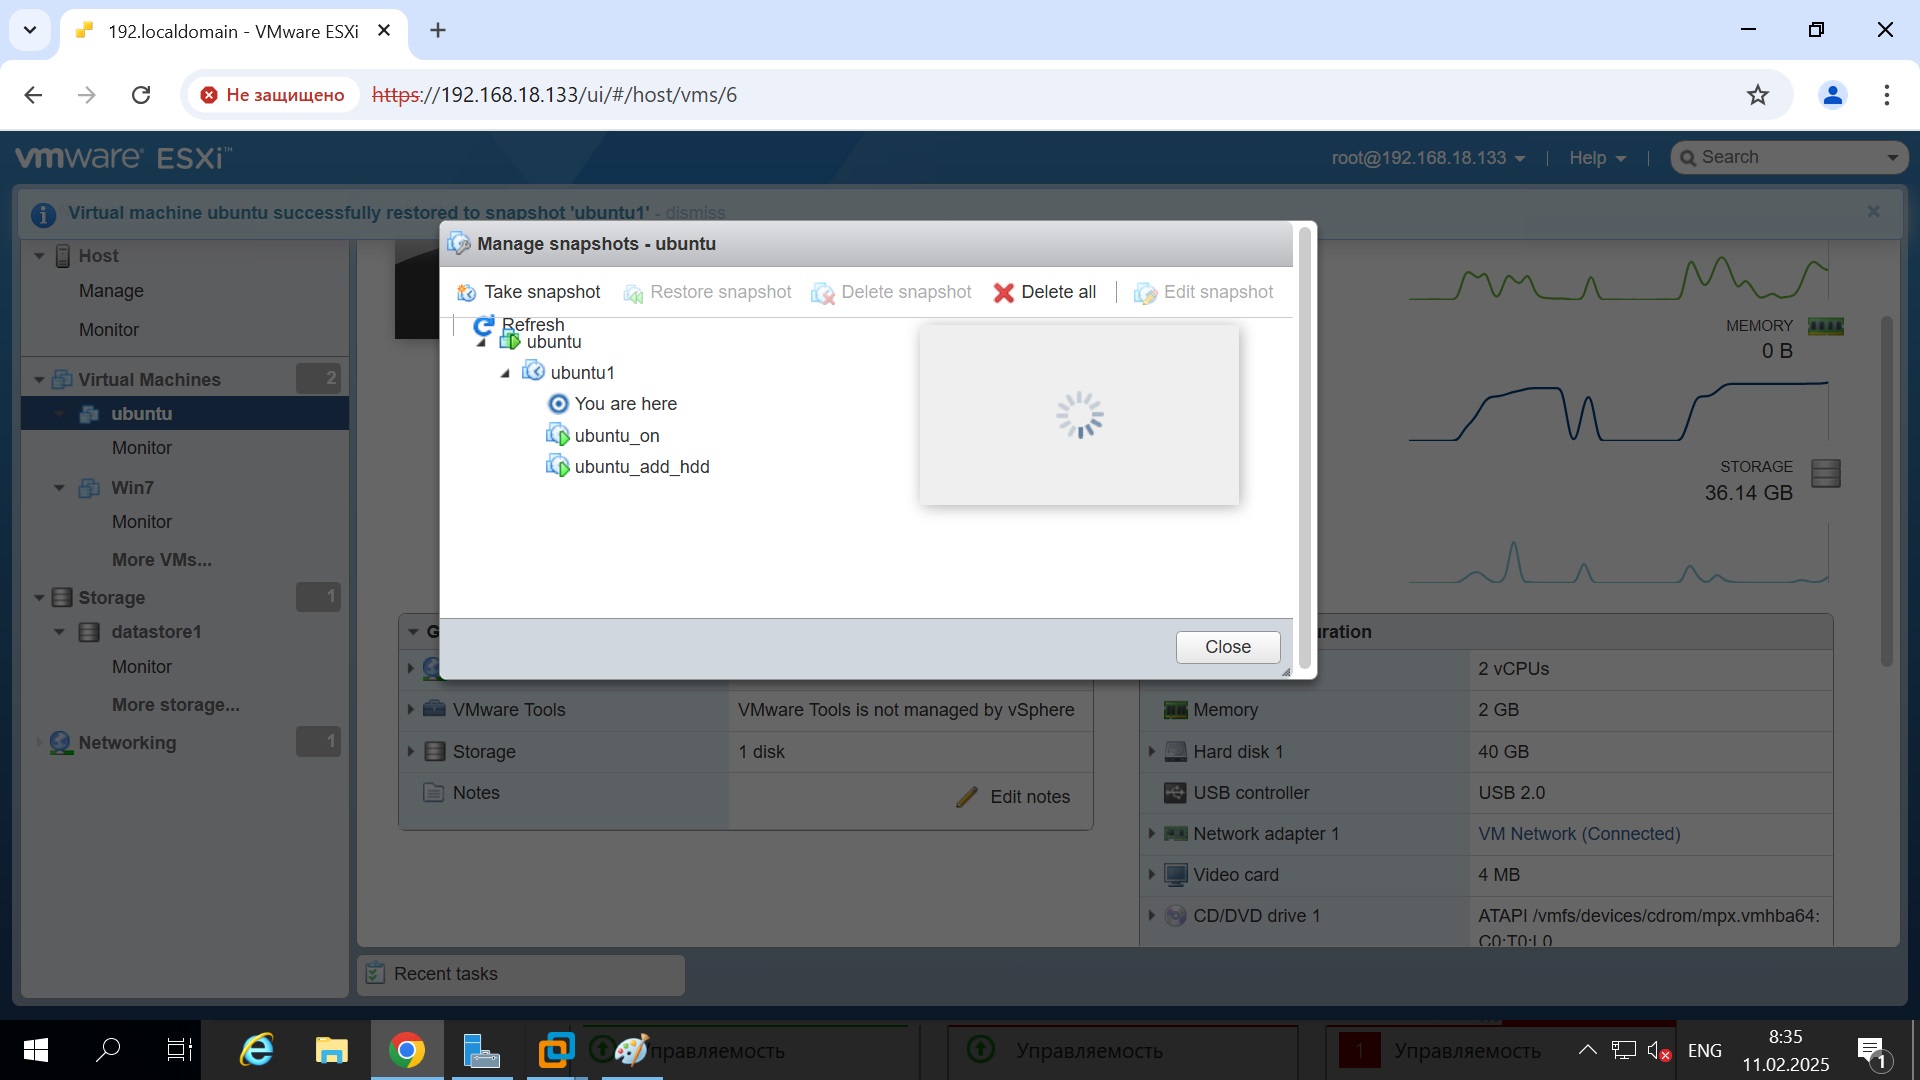 192.localdomain - VMware ESXi
Не защищено
https://192.168.18.133/ui/#/host/vms/6
vmware ESXi™
root@192.168.18.133
Help
Search
Virtual machine ubuntu successfully restored to snapshot 'ubuntu1' - dismiss
Host
Manage
Monitor
Virtual Machines
2
ubuntu
Monitor
Win7
Monitor
More VMs...
Storage
1
datastore1
Monitor
More storage...
Networking
1
Manage snapshots - ubuntu
Take snapshot
Restore snapshot
Delete snapshot
Delete all
Edit snapshot
Refresh
ubuntu
ubuntu1
You are here
ubuntu_on
ubuntu_add_hdd
Close
MEMORY
0 B
STORAGE
36.14 GB
G
VMware Tools
VMware Tools is not managed by vSphere
Storage
1 disk
Notes
Edit notes
uration
2 vCPUs
Memory
2 GB
Hard disk 1
40 GB
USB controller
USB 2.0
Network adapter 1
VM Network (Connected)
Video card
4 MB
CD/DVD drive 1
ATAPI /vmfs/devices/cdrom/mpx.vmhba64:
C0:T0:L0
Recent tasks
правляемость
Управляемость
1
Управляемость
ENG
8:35
11.02.2025
1